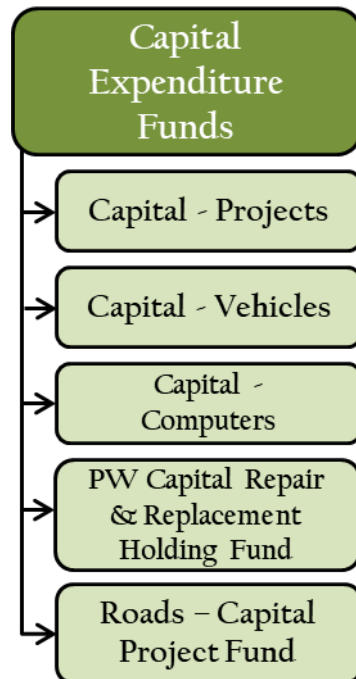 Capital
Expenditure
Funds
Capital - Projects
Capital - Vehicles
Capital -
Computers
PW Capital Repair
& Replacement
Holding Fund
Roads – Capital
Project Fund